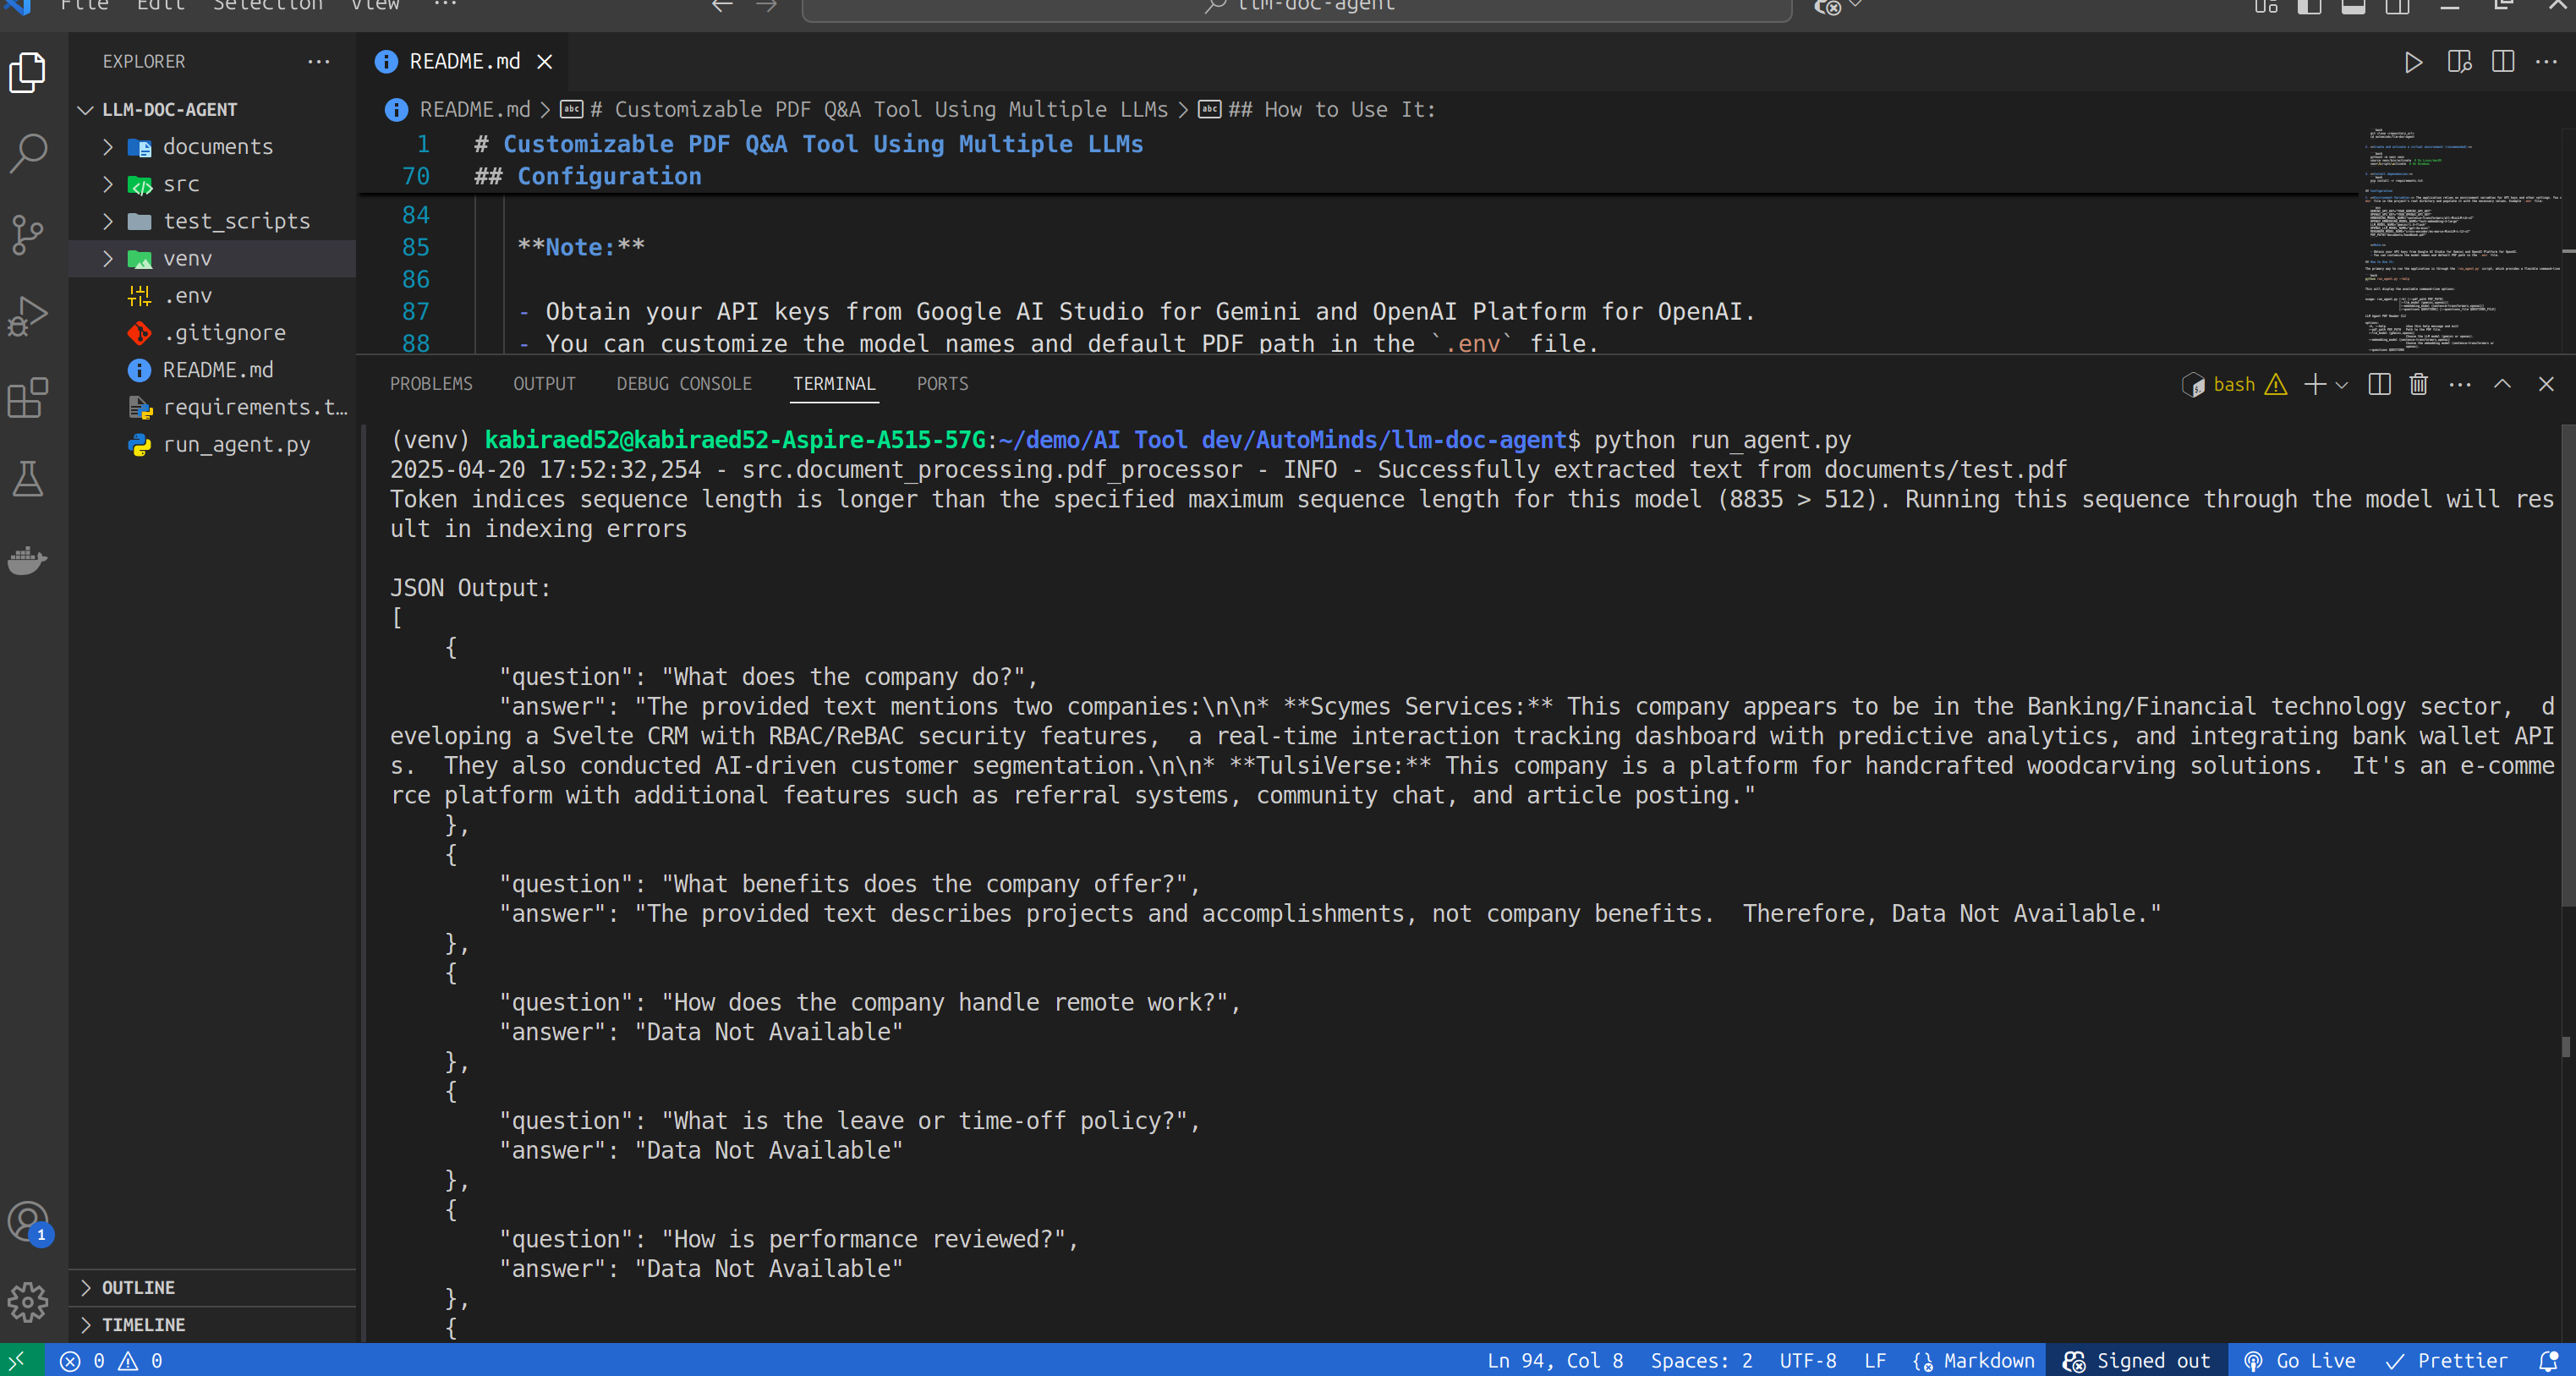 File Edit Selection View ···
llm-doc-agent
EXPLORER ···
LLM-DOC-AGENT
documents
src
test_scripts
venv
.env
.gitignore
README.md
requirements.t…
run_agent.py
OUTLINE
TIMELINE
1
README.md
README.md > # Customizable PDF Q&A Tool Using Multiple LLMs > ## How to Use It:
1 # Customizable PDF Q&A Tool Using Multiple LLMs
70 ## Configuration
84
85 **Note:**
86
87 - Obtain your API keys from Google AI Studio for Gemini and OpenAI Platform for OpenAI.
88 - You can customize the model names and default PDF path in the `.env` file.
PROBLEMS OUTPUT DEBUG CONSOLE TERMINAL PORTS
bash
(venv) kabiraed52@kabiraed52-Aspire-A515-57G:~/demo/AI Tool dev/AutoMinds/llm-doc-agent$ python run_agent.py
2025-04-20 17:52:32,254 - src.document_processing.pdf_processor - INFO - Successfully extracted text from documents/test.pdf
Token indices sequence length is longer than the specified maximum sequence length for this model (8835 > 512). Running this sequence through the model will res
ult in indexing errors
JSON Output:
[
{
"question": "What does the company do?",
"answer": "The provided text mentions two companies:\n\n* **Scymes Services:** This company appears to be in the Banking/Financial technology sector,  d
eveloping a Svelte CRM with RBAC/ReBAC security features,  a real-time interaction tracking dashboard with predictive analytics, and integrating bank wallet API
s.  They also conducted AI-driven customer segmentation.\n\n* **TulsiVerse:** This company is a platform for handcrafted woodcarving solutions.  It's an e-comme
rce platform with additional features such as referral systems, community chat, and article posting."
},
{
"question": "What benefits does the company offer?",
"answer": "The provided text describes projects and accomplishments, not company benefits.  Therefore, Data Not Available."
},
{
"question": "How does the company handle remote work?",
"answer": "Data Not Available"
},
{
"question": "What is the leave or time-off policy?",
"answer": "Data Not Available"
},
{
"question": "How is performance reviewed?",
"answer": "Data Not Available"
},
{
0 0
Ln 94, Col 8 Spaces: 2 UTF-8 LF Markdown Signed out Go Live Prettier